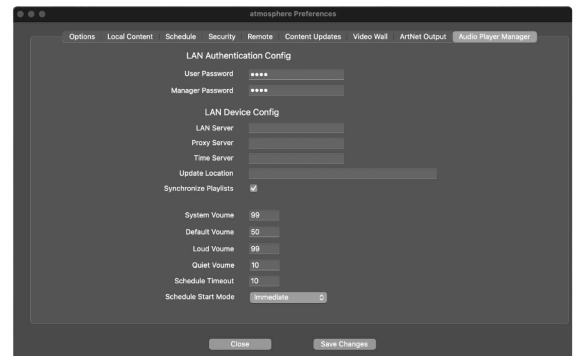 atmosphere Preferences
Options Local Content Schedule Security Remote Content Updates Video Wall ArtNet Output Audio Player Manager
LAN Authentication Config
User Password ••••
Manager Password ••••
LAN Device Config
LAN Server
Proxy Server
Time Server
Update Location
Synchronize Playlists
System Voume 99
Default Voume 50
Loud Voume 99
Quiet Voume 10
Schedule Timeout 10
Schedule Start Mode Immediate
Close Save Changes